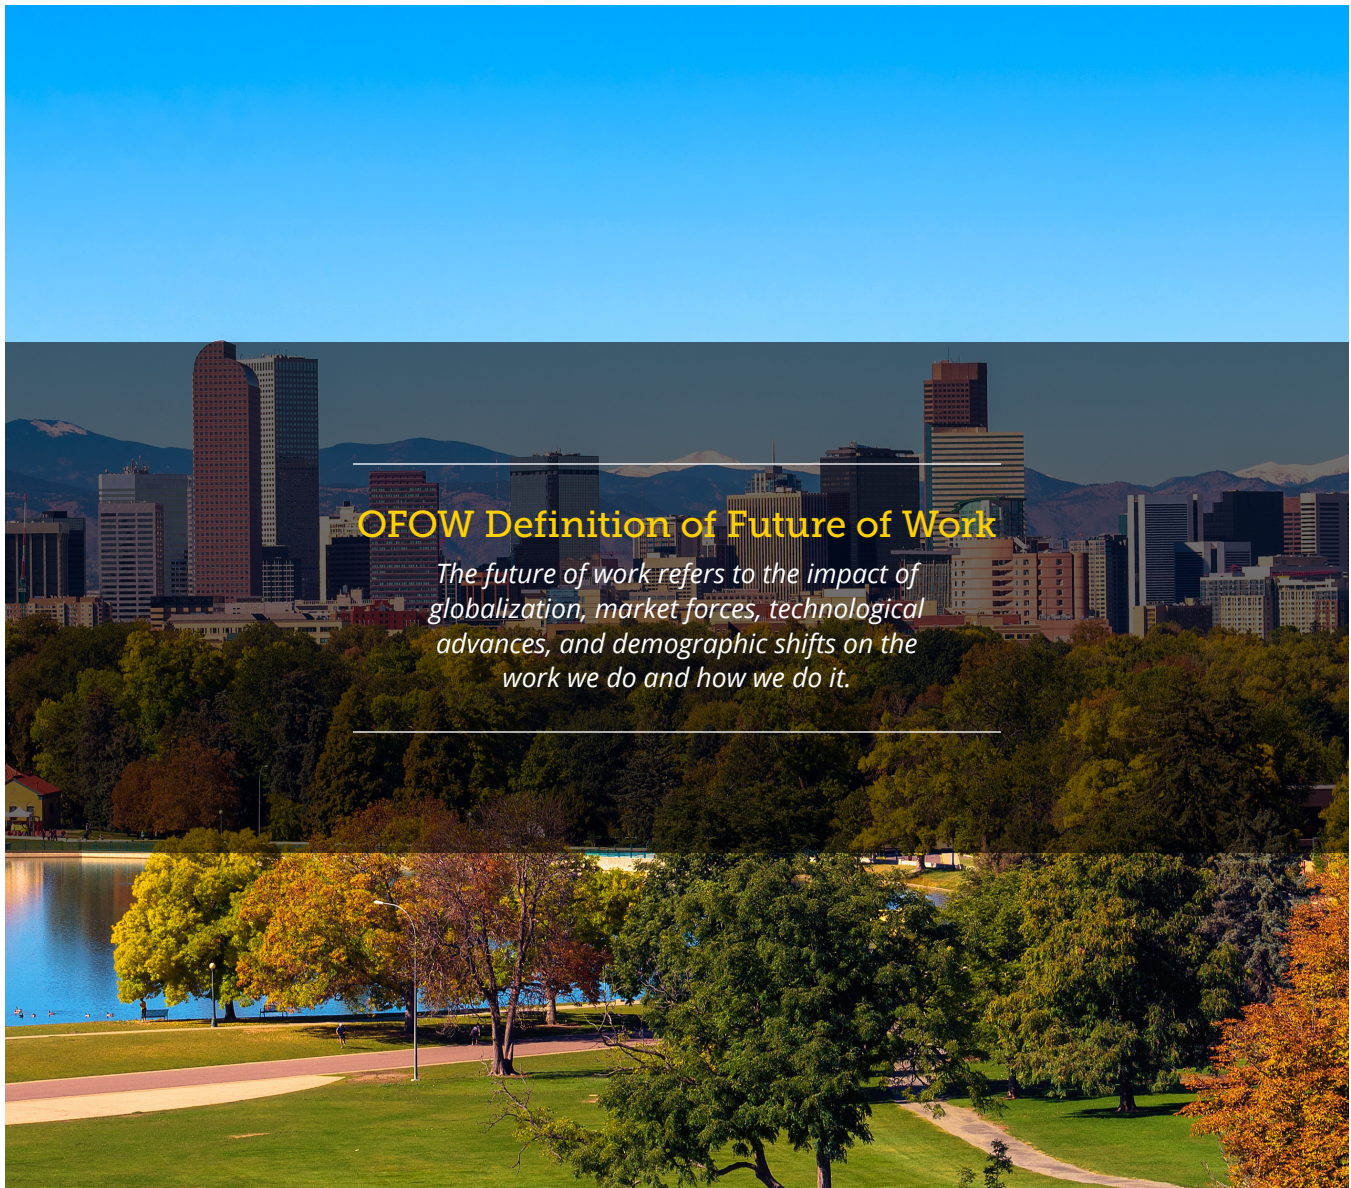 OFOW Definition of Future of Work
The future of work refers to the impact of
globalization, market forces, technological
advances, and demographic shifts on the
work we do and how we do it.